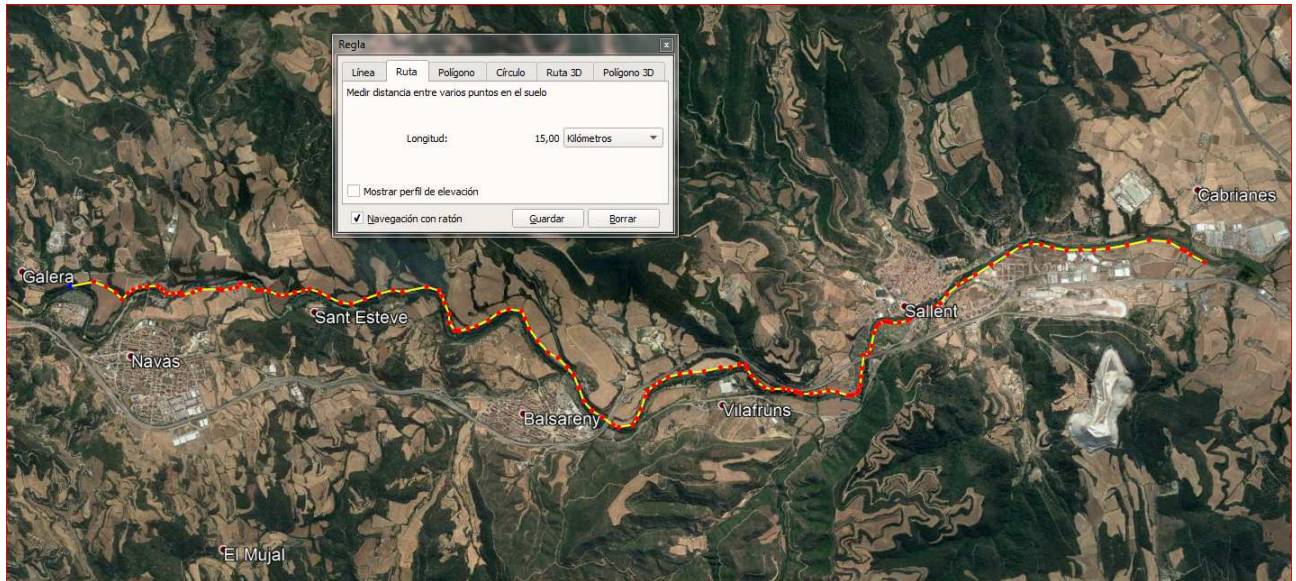 Regla
x
Línea Ruta Polígono Círculo Ruta 3D Polígono 3D
Medir distancia entre varios puntos en el suelo
Longitud: 15,00 Kilómetros
Mostrar perfil de elevación
Navegación con ratón Guardar Borrar
Cabrianes
Galera
Sant Esteve
Sallent
Navàs
Balsareny
Vilafruns
El Mujal